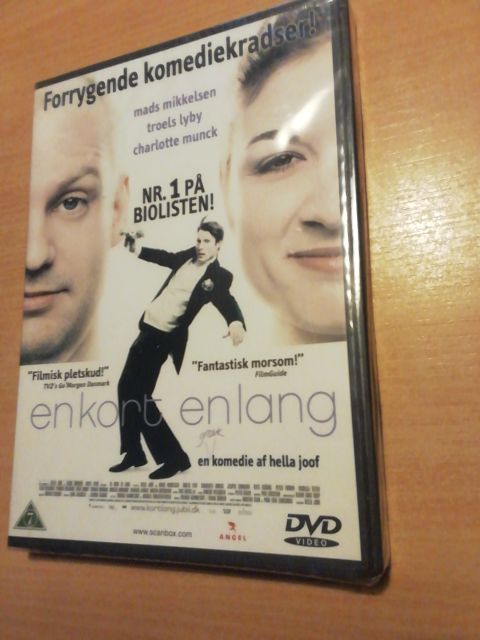 Forrygende komediekradser!
mads mikkelsen
troels lyby
charlotte munck
NR. 1 PÅ
BIOLISTEN!
"Filmisk pletskud!"
TV2's Go'Morgen Danmark
"Fantastisk morsom!"
FilmGuide
en kort en lang
en komedie af hella joof
7
www.scanbox.com
ANGEL
DVD
VIDEO